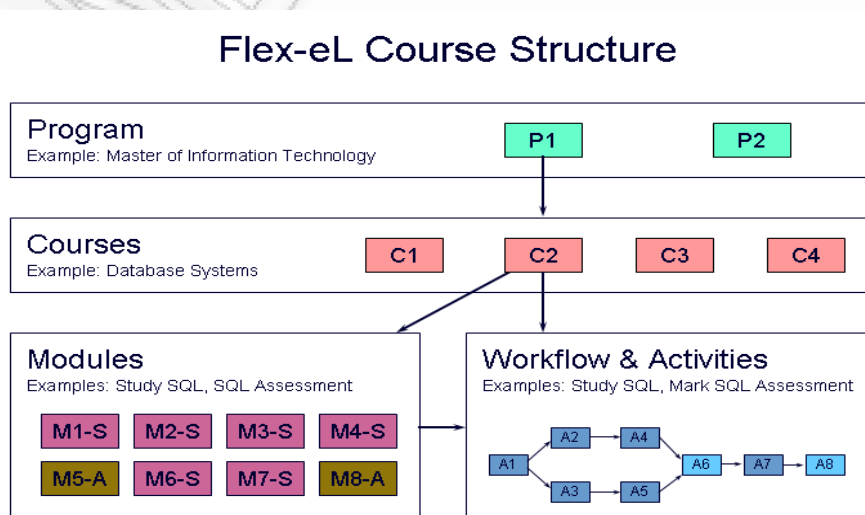 Flex-eL Course Structure
Program
Example: Master of Information Technology
P1 P2
Courses
Example: Database Systems
C1 C2 C3 C4
Modules
Examples: Study SQL, SQL Assessment
M1-S M2-S M3-S M4-S
M5-A M6-S M7-S M8-A
Workflow & Activities
Examples: Study SQL, Mark SQL Assessment
A2 A4
A1 A6 A7 A8
A3 A5